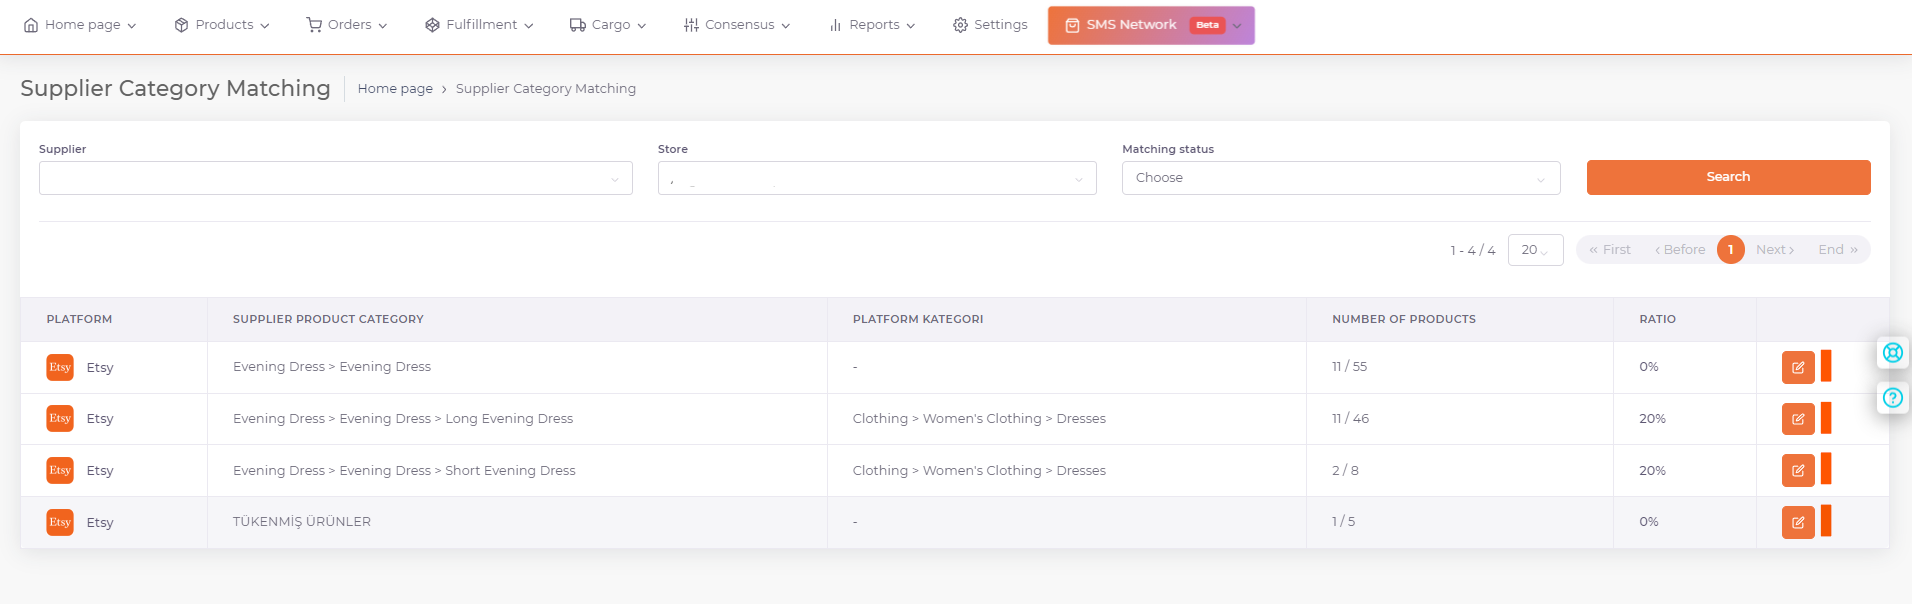 Home page Products Orders Fulfillment Cargo Consensus Reports Settings SMS Network Beta
Supplier Category Matching Home page › Supplier Category Matching
Supplier Store Matching status
Choose Search
1 - 4 / 4 20 « First ‹ Before 1 Next › End »
PLATFORM SUPPLIER PRODUCT CATEGORY PLATFORM KATEGORI NUMBER OF PRODUCTS RATIO
Etsy Etsy Evening Dress > Evening Dress - 11 / 55 0%
Etsy Etsy Evening Dress > Evening Dress > Long Evening Dress Clothing > Women's Clothing > Dresses 11 / 46 20%
Etsy Etsy Evening Dress > Evening Dress > Short Evening Dress Clothing > Women's Clothing > Dresses 2 / 8 20%
Etsy Etsy TÜKENMİŞ ÜRÜNLER - 1 / 5 0%